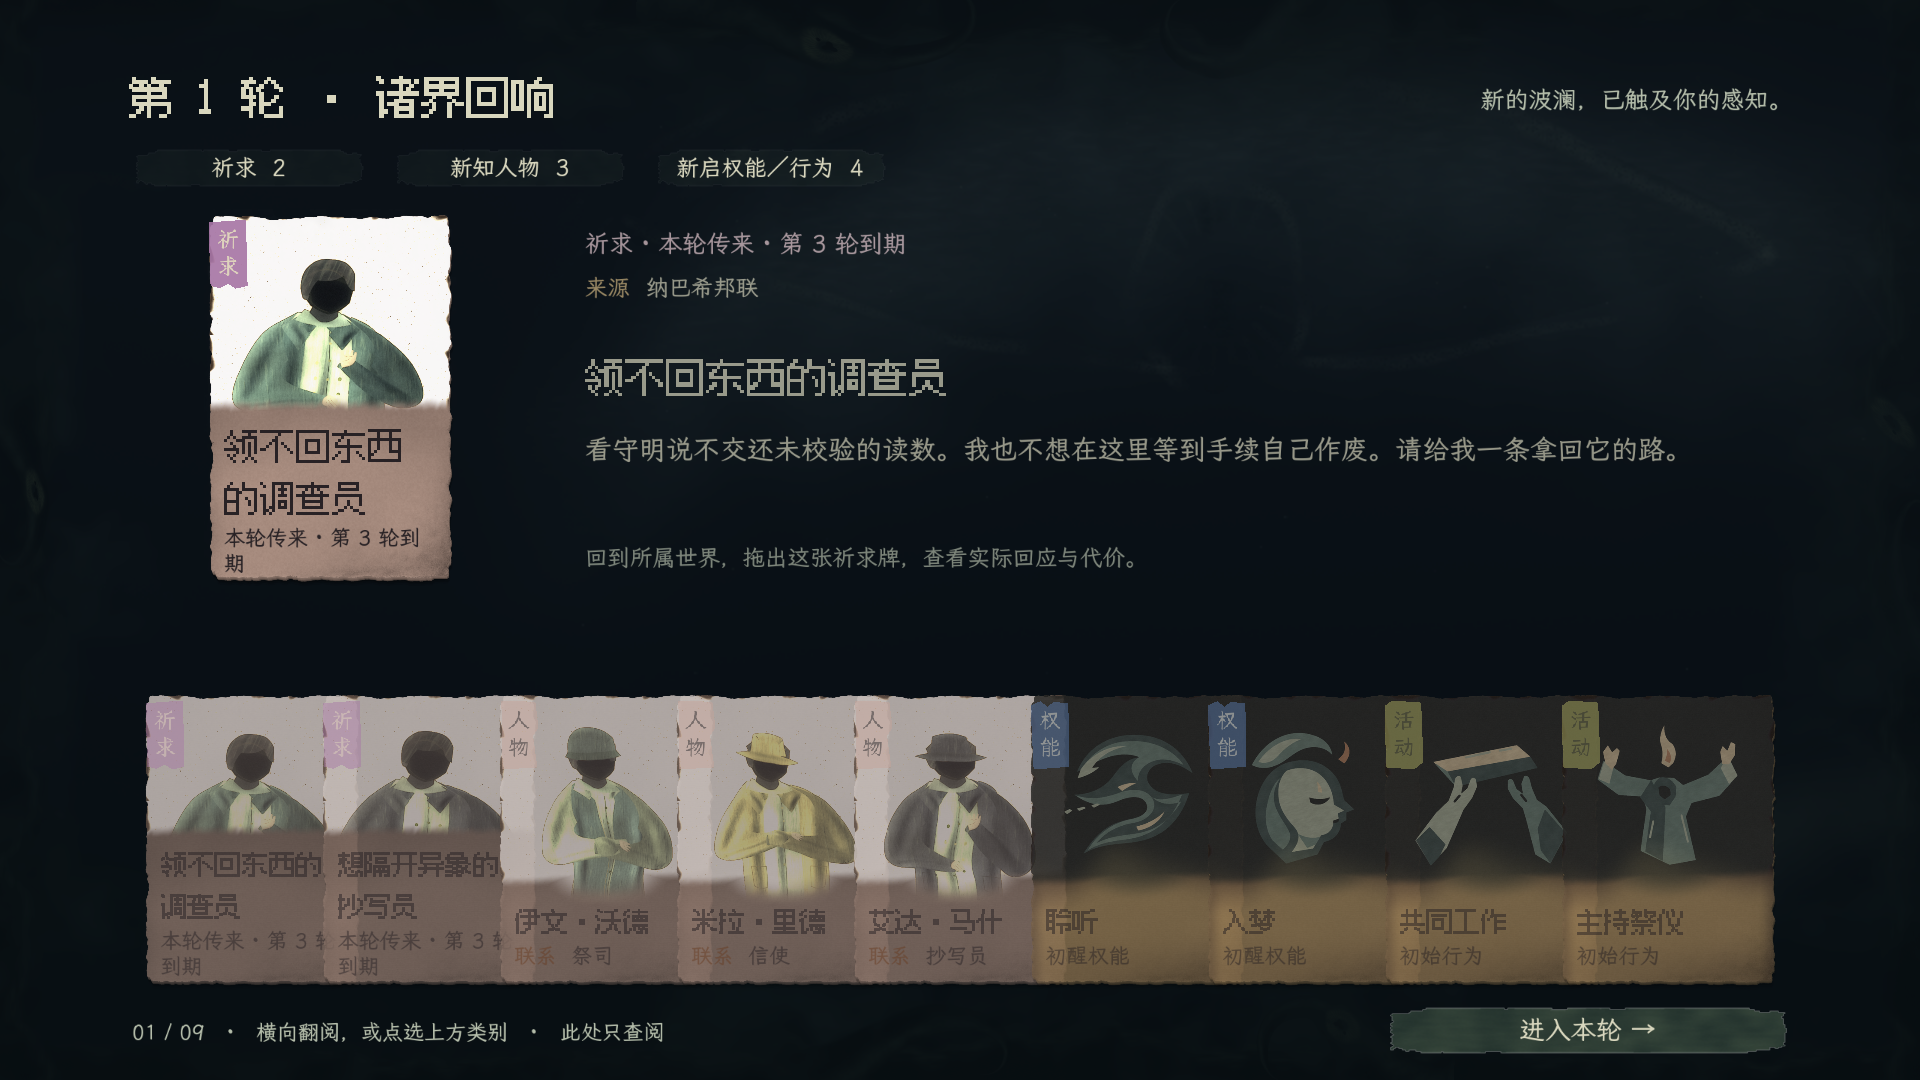 第 1 轮 · 诸界回响
新的波澜，已触及你的感知。
祈求 2
新知人物 3
新启权能／行为 4
祈求
领不回东西
的调查员
本轮传来·第 3 轮到
期
祈求·本轮传来·第 3 轮到期
来源 纳巴希邦联
领不回东西的调查员
看守明说不交还未校验的读数。我也不想在这里等到手续自己作废。请给我一条拿回它的路。
回到所属世界，拖出这张祈求牌，查看实际回应与代价。
祈求
领不回东西的
调查员
本轮传来·第 3 轮
到期
祈求
想隔开异象的
抄写员
本轮传来·第 3 轮
到期
人物
伊文·沃德
联系 祭司
人物
米拉·里德
联系 信使
人物
艾达·马什
联系 抄写员
权能
聆听
初醒权能
权能
入梦
初醒权能
活动
共同工作
初始行为
活动
主持祭仪
初始行为
01 / 09 · 横向翻阅，或点选上方类别 · 此处只查阅
进入本轮 →